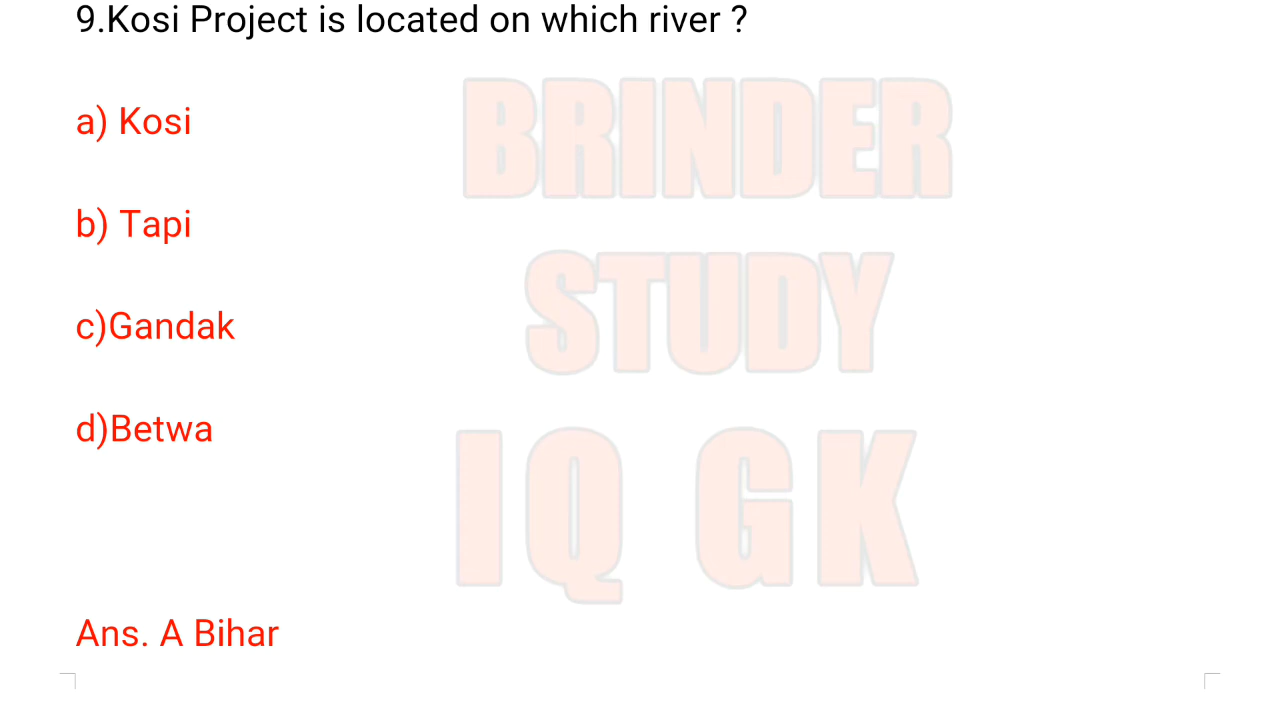 9.Kosi Project is located on which river ?
a) Kosi
b) Tapi
c)Gandak
d)Betwa
BRINDER
STUDY
IQ GK
Ans. A Bihar